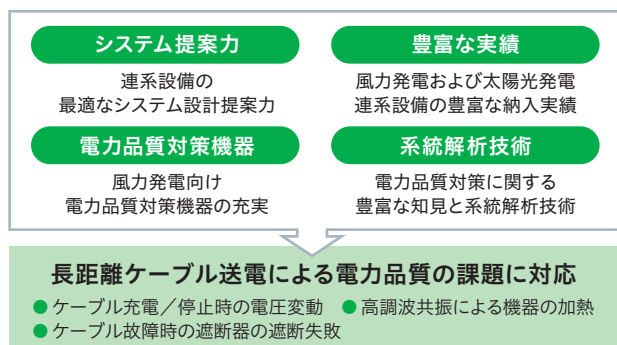 システム提案力
連系設備の
最適なシステム設計提案力
豊富な実績
風力発電および太陽光発電
連系設備の豊富な納入実績
電力品質対策機器
風力発電向け
電力品質対策機器の充実
系統解析技術
電力品質対策に関する
豊富な知見と系統解析技術
長距離ケーブル送電による電力品質の課題に対応
●ケーブル充電／停止時の電圧変動 ●高調波共振による機器の加熱
●ケーブル故障時の遮断器の遮断失敗